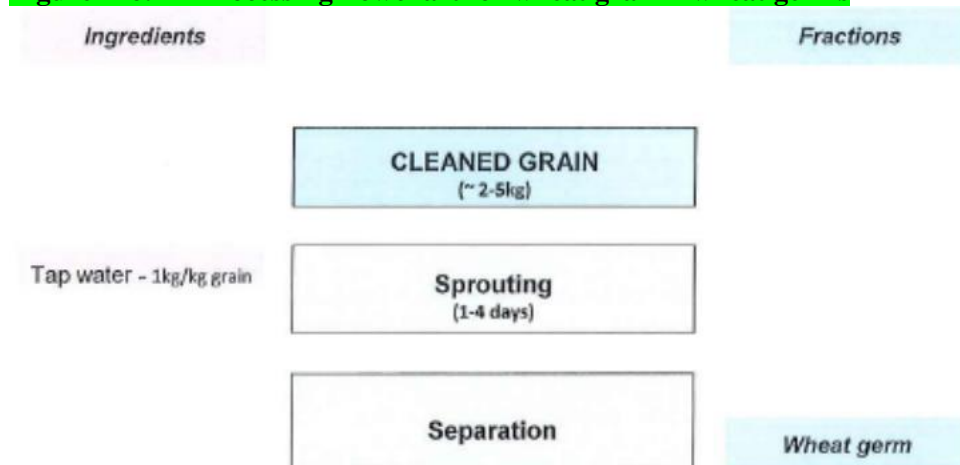 Ingredients
Fractions
CLEANED GRAIN
(~ 2-5kg)
Tap water - 1kg/kg grain
Sprouting
(1-4 days)
Separation
Wheat germ